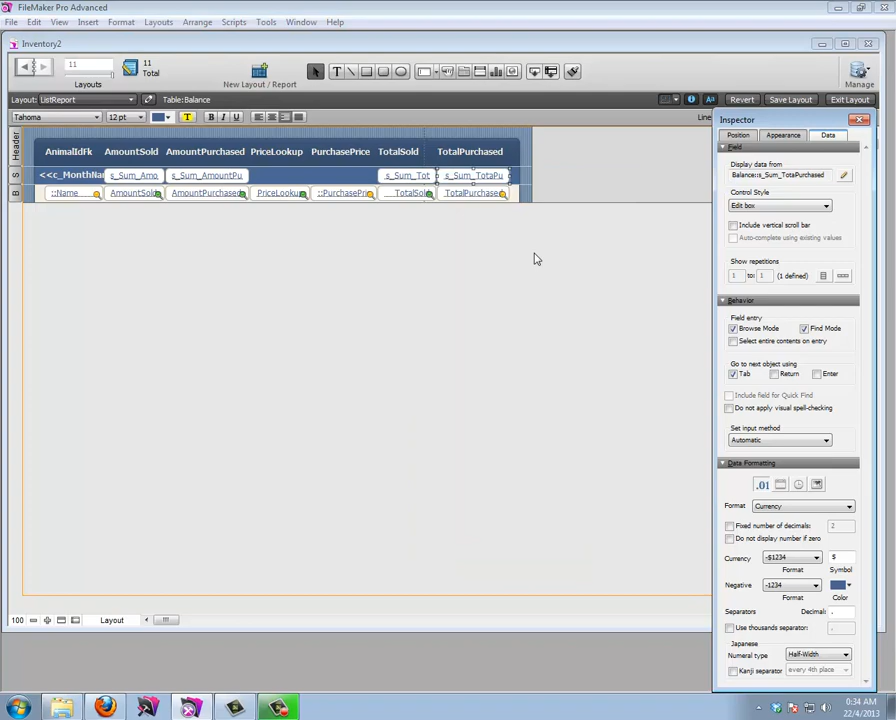 FileMaker Pro Advanced
File Edit View Insert Format Layouts Arrange Scripts Tools Window Help
Inventory2
11
Layouts
11
Total
New Layout / Report
Manage
Layout: ListReport
Table:Balance
Revert Save Layout Exit Layout
Tahoma 12 pt
B I U
Line
Header
AnimalIdFk AmountSold AmountPurchased PriceLookup PurchasePrice TotalSold TotalPurchased
S
<<c_MonthNam s_Sum_Amo s_Sum_AmountPu s_Sum_Tot s_Sum_TotaPu
B
::Name AmountSold AmountPurchased PriceLookup ::PurchasePric TotalSold TotalPurchased
100
Layout
Inspector
Position Appearance Data
Field
Display data from
Balance::s_Sum_TotaPurchased
Control Style
Edit box
Include vertical scroll bar
Auto-complete using existing values
Show repetitions
1 to: 1 (1 defined)
Behavior
Field entry
Browse Mode Find Mode
Select entire contents on entry
Go to next object using
Tab Return Enter
Include field for Quick Find
Do not apply visual spell-checking
Set input method
Automatic
Data Formatting
.01
Format Currency
Fixed number of decimals: 2
Do not display number if zero
Currency -$1234 $
Format Symbol
Negative -1234
Format Color
Separators Decimal: .
Use thousands separator: ,
Japanese
Numeral type Half-Width
Kanji separator every 4th place
0:34 AM
22/4/2013